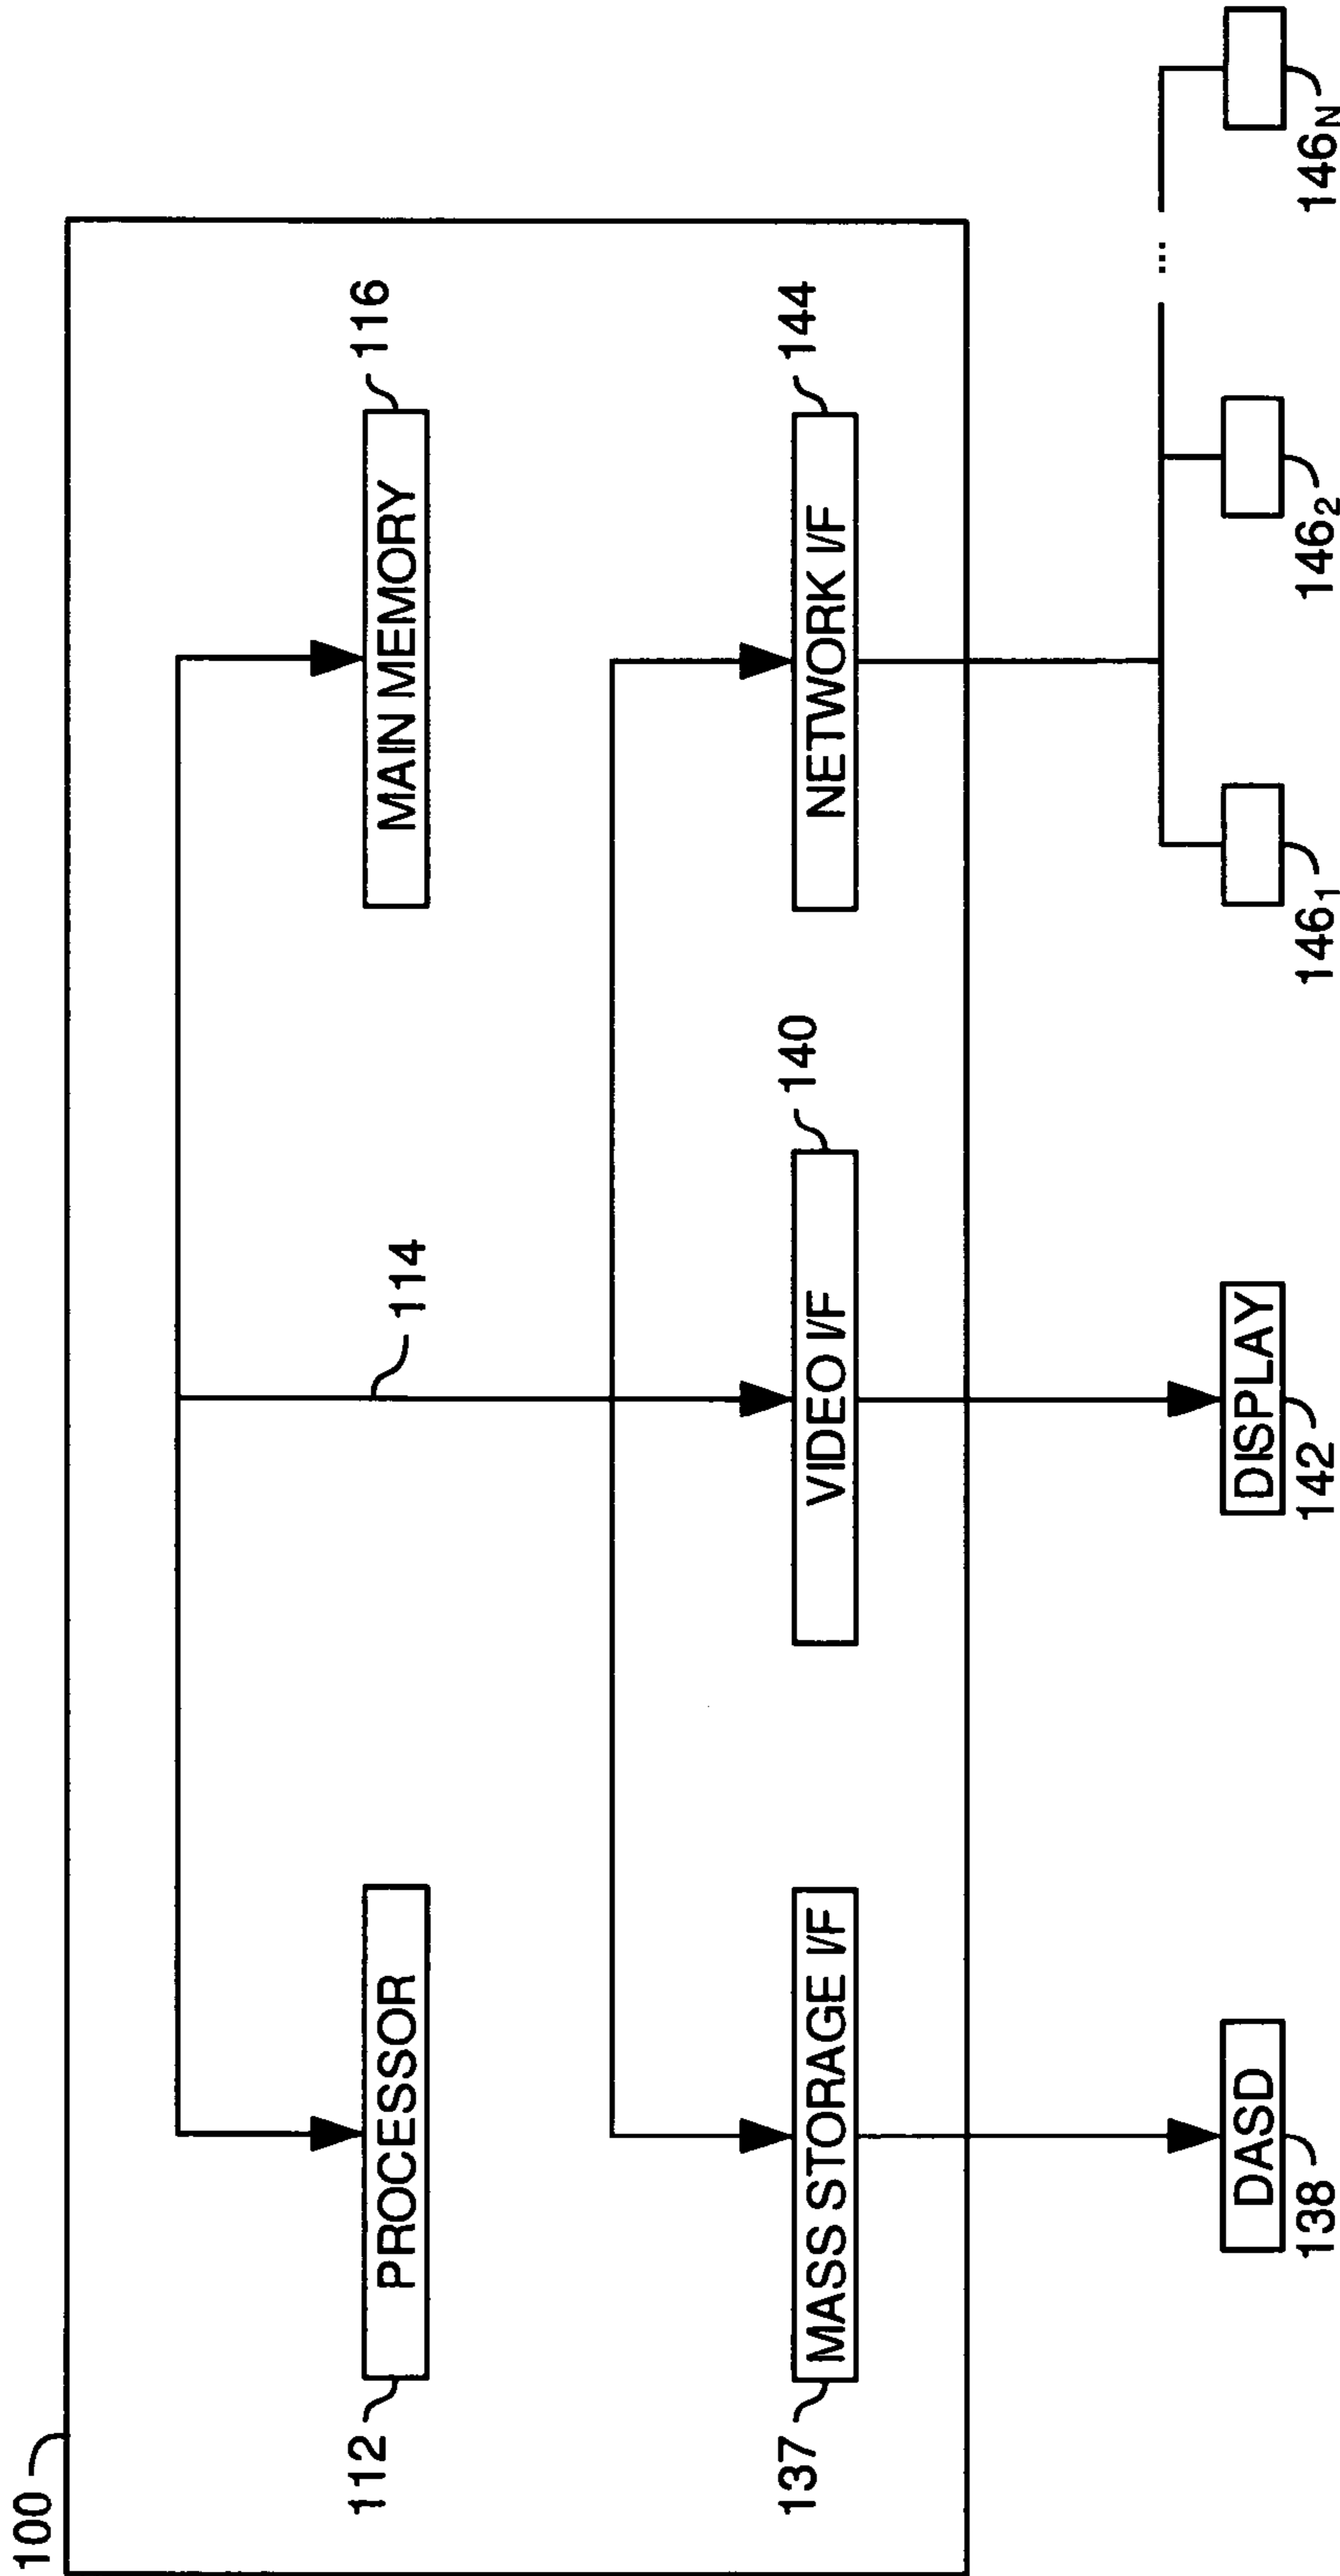 100
112
PROCESSOR
MAIN MEMORY
116
114
137
MASS STORAGE I/F
VIDEO I/F
140
NETWORK I/F
144
DASD
138
DISPLAY
142
146₁
146₂
...
146N